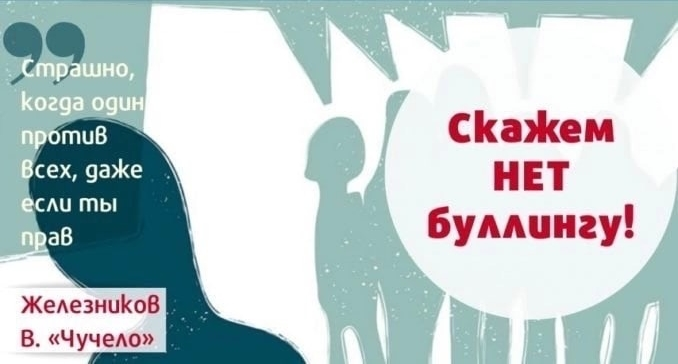 Страшно,
когда один
против
всех, даже
если ты
прав
Железников
В. «Чучело»
Скажем
НЕТ
буллингу!